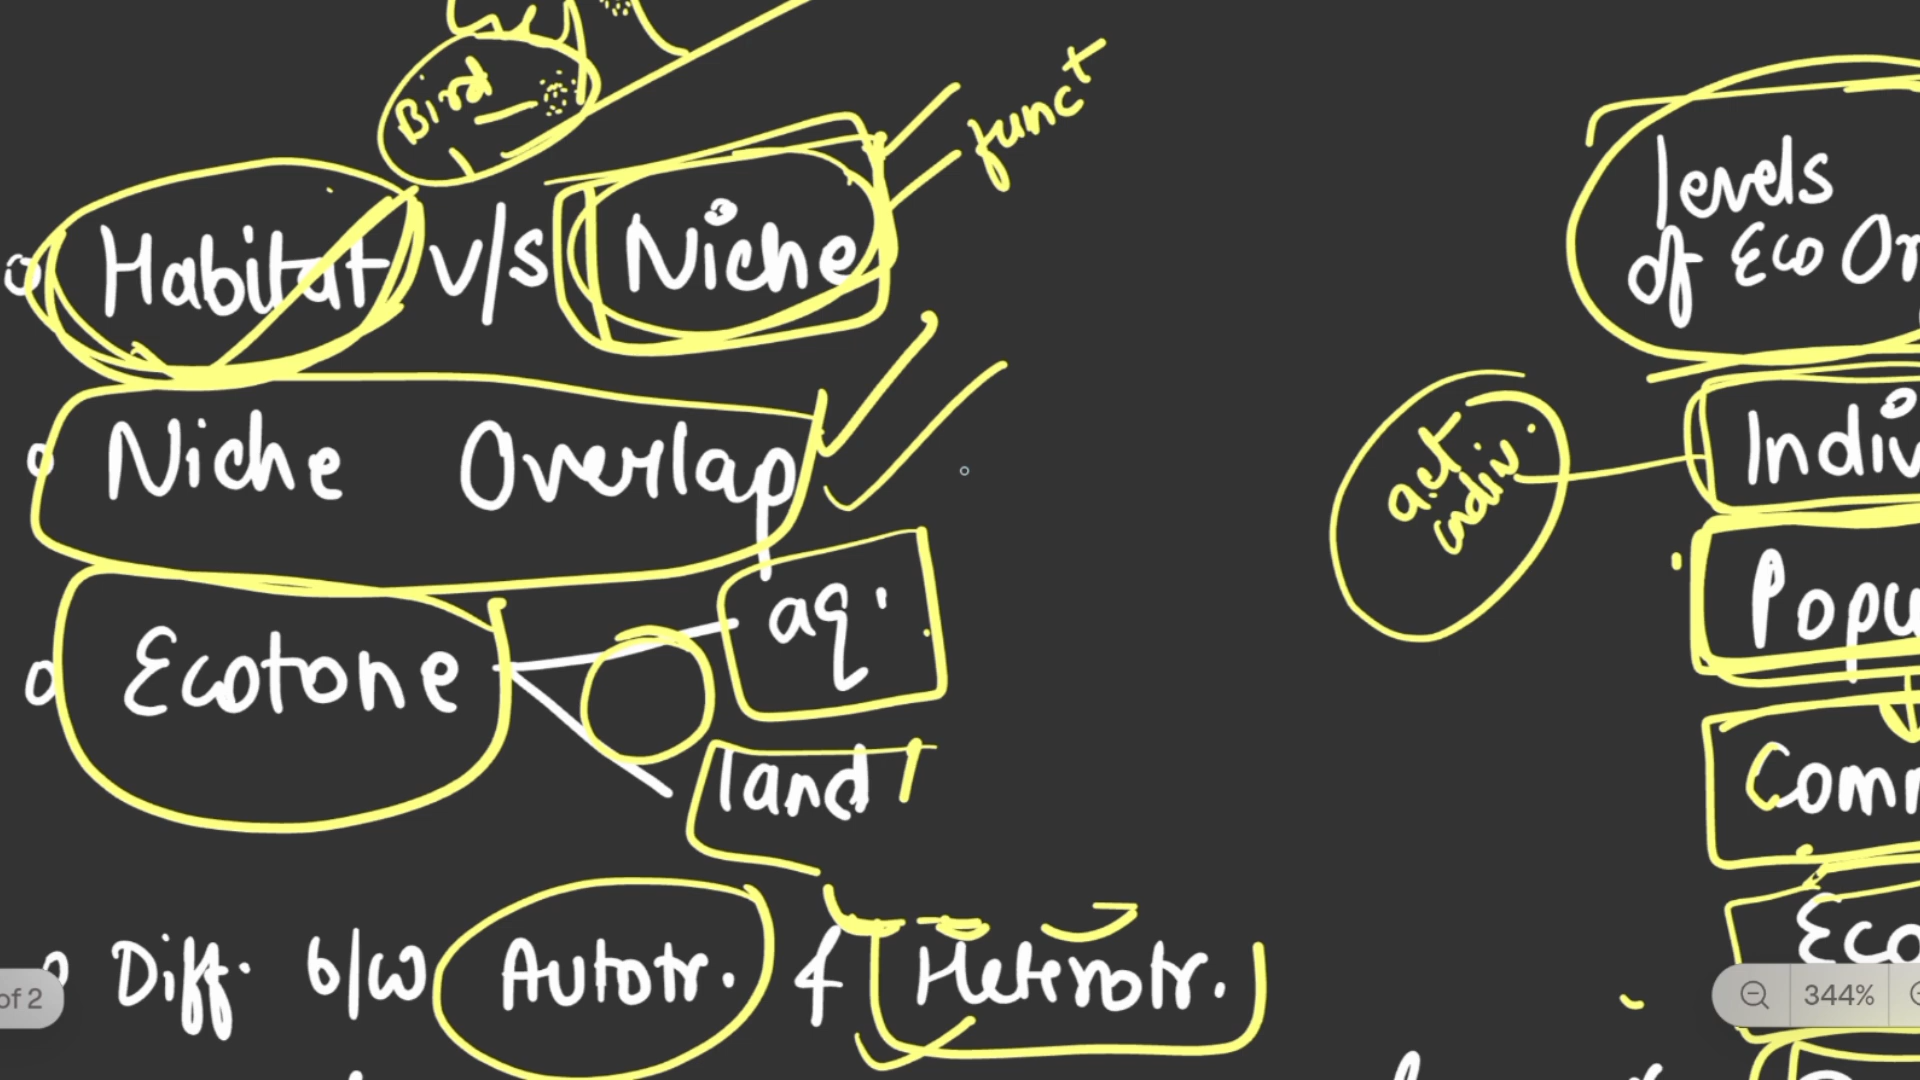 Bird
funct
Habitat v/s Niche
Niche Overlap
Ecotone
aq.
land
Diff. b/w Autotr. & Heterotr.
levels
of Eco Or
act
indiv.
Indiv
Popu
Comm
Eco
of 2
344%